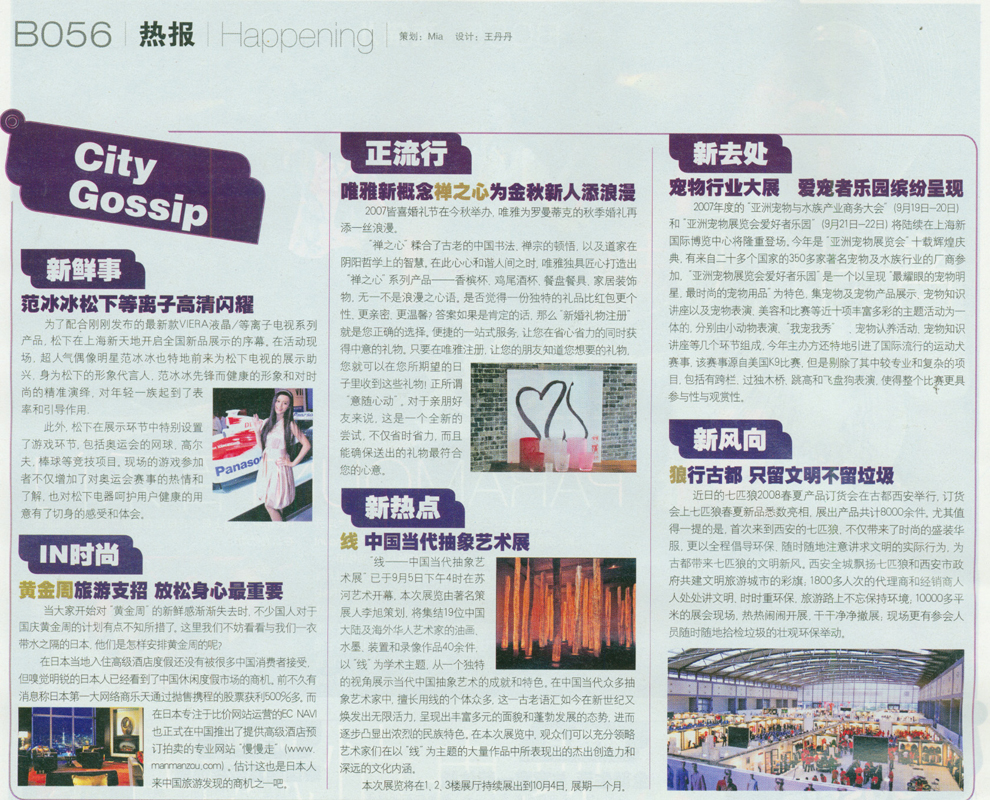 B056 热报 Happening 策划：Mia 设计：王丹丹
City
Gossip
新鲜事
范冰冰松下等离子高清闪耀
为了配合刚刚发布的最新款VIERA液晶/等离子电视系列
产品，松下在上海新天地开启全国新品展示的序幕。在活动现
场，超人气偶像明星范冰冰也特地前来为松下电视的展示助
兴，身为松下的形象代言人，范冰冰先锋而健康的形象和对时
尚的精准演绎，对年轻一族起到了表
率和引导作用。
此外，松下在展示环节中特别设置
了游戏环节，包括奥运会的网球、高尔
夫、棒球等竞技项目。现场的游戏参加
者不仅增加了对奥运会赛事的热情和
了解，也对松下电器呵护用户健康的用
意有了切身的感受和体会。
Panaso
IN时尚
黄金周旅游支招 放松身心最重要
当大家开始对“黄金周”的新鲜感渐渐失去时，不少国人对于
国庆黄金周的计划有点不知所措了。这里我们不妨看看与我们一衣
带水之隔的日本，他们是怎样安排黄金周的呢？
在日本当地入住高级酒店度假还没有被很多中国消费者接受，
但嗅觉明锐的日本人已经看到了中国休闲度假市场的商机。前不久有
消息称日本第一大网络商乐天通过抛售携程的股票获利500%多。而
在日本专注于比价网站运营的EC NAVI
也正式在中国推出了提供高级酒店预
订拍卖的专业网站“慢慢走”（www.
manmanzou.com）。估计这也是日本人
来中国旅游发现的商机之一吧。
正流行
唯雅新概念禅之心为金秋新人添浪漫
2007皆喜婚礼节在今秋举办，唯雅为罗曼蒂克的秋季婚礼再
添一丝浪漫。
“禅之心”糅合了古老的中国书法、禅宗的顿悟，以及道家在
阴阳哲学上的智慧。在此心心和谐人间之时，唯雅独具匠心打造出
“禅之心”系列产品——香槟杯、鸡尾酒杯、餐盘餐具、家居装饰
物，无一不是浪漫之心语。是否觉得一份独特的礼品比红包更个
性，更亲密，更温馨？答案如果是肯定的话，那么“新婚礼物注册”
就是您正确的选择。便捷的一站式服务，让您在省心省力的同时获
得中意的礼物。只要在唯雅注册，让您的朋友知道您想要的礼物，
您就可以在您所期望的日
子里收到这些礼物；正所谓
“意随心动”。对于亲朋好
友来说，这是一个全新的
尝试，不仅省时省力，而且
能确保送出的礼物最符合
您的心意。
新热点
线 中国当代抽象艺术展
“线——中国当代抽象艺
术展”已于9月5日下午4时在苏
河艺术开幕。本次展览由著名策
展人李旭策划，将集结19位中国
大陆及海外华人艺术家的油画、
水墨、装置和录像作品40余件，
以“线”为学术主题，从一个独特
的视角展示当代中国抽象艺术的成就和特色。在中国当代众多抽
象艺术家中，擅长用线的个体众多，这一古老语汇如今在新世纪又
焕发出无限活力，呈现出丰富多元的面貌和蓬勃发展的态势，进而
逐步凸显出浓烈的民族特色。在本次展览中，观众们可以充分领略
艺术家们在以“线”为主题的大量作品中所表现出的杰出创造力和
深远的文化内涵。
本次展览将在1、2、3楼展厅持续展出到10月4日，展期一个月。
新去处
宠物行业大展 爱宠者乐园缤纷呈现
2007年度的“亚洲宠物与水族产业商务大会”（9月19日—20日）
和“亚洲宠物展览会爱好者乐园”（9月21日—22日）将陆续在上海新
国际博览中心将隆重登场。今年是“亚洲宠物展览会”十载辉煌庆
典，有来自二十多个国家的350多家著名宠物及水族行业的厂商参
加。“亚洲宠物展览会爱好者乐园”是一个以呈现“最耀眼的宠物明
星，最时尚的宠物用品”为特色，集宠物及宠物产品展示、宠物知识
讲座以及宠物表演、美容和比赛等近十项丰富多彩的主题活动为一
体的，分别由小动物表演、“我宠我秀”、宠物认养活动、宠物知识
讲座等几个环节组成。今年主办方还特地引进了国际流行的运动犬
赛事，该赛事源自美国K9比赛，但是剔除了其中较专业和复杂的项
目，包括有跨栏、过独木桥、跳高和飞盘狗表演，使得整个比赛更具
参与性与观赏性。
新风向
狼行古都 只留文明不留垃圾
近日的七匹狼2008春夏产品订货会在古都西安举行，订货
会上七匹狼春夏新品悉数亮相，展出产品共计8000余件。尤其值
得一提的是，首次来到西安的七匹狼，不仅带来了时尚的盛装华
服，更以全程倡导环保，随时随地注意讲求文明的实际行为，为
古都带来七匹狼的文明新风。西安全城飘扬七匹狼和西安市政
府共建文明旅游城市的彩旗；1800多人次的代理商和经销商人
人处处讲文明，时时重环保，旅游路上不忘保持环境；10000多平
米的展会现场，热热闹闹开展，干干净净撤展；现场更有参会人
员随时随地拾检垃圾的壮观环保举动。